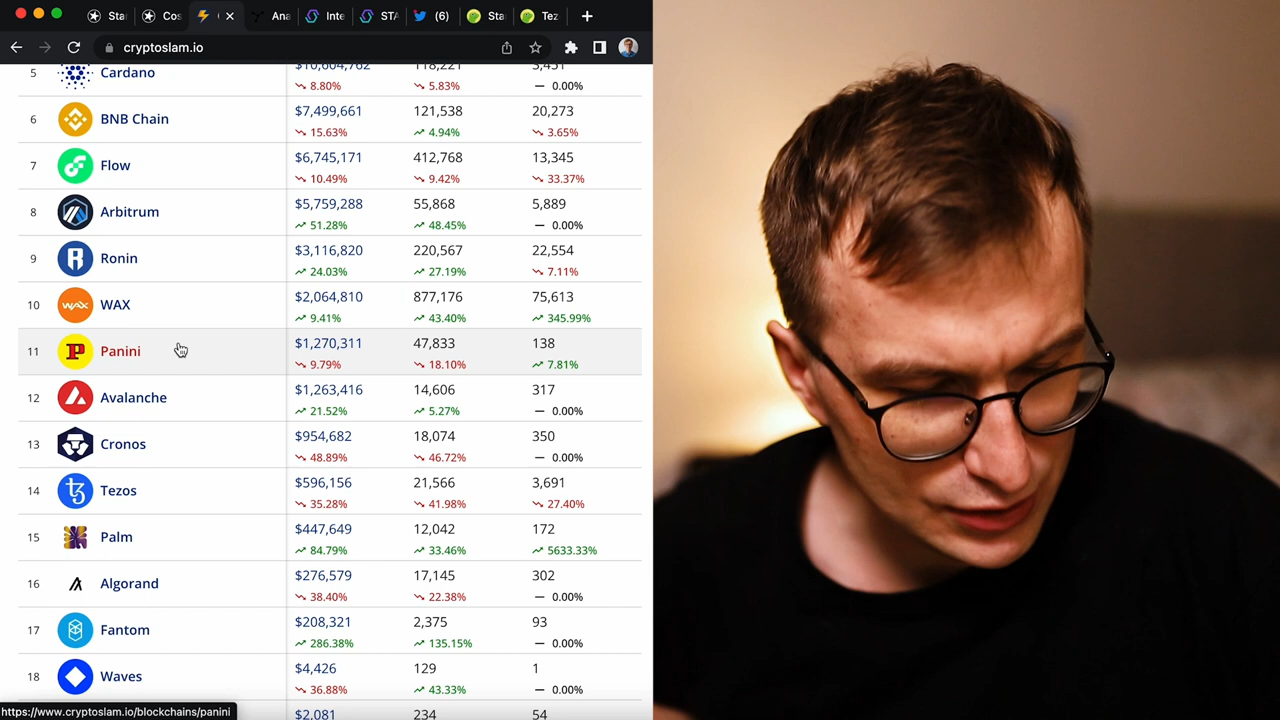 Sta
Cos
Ana
Inte
STA
(6)
Sta
Tez
cryptoslam.io
5 Cardano $10,604,762 118,221 3,451
8.80% 5.83% — 0.00%
6 BNB Chain $7,499,661 121,538 20,273
15.63% 4.94% 3.65%
7 Flow $6,745,171 412,768 13,345
10.49% 9.42% 33.37%
8 Arbitrum $5,759,288 55,868 5,889
51.28% 48.45% — 0.00%
9 Ronin $3,116,820 220,567 22,554
24.03% 27.19% 7.11%
10 WAX WAX $2,064,810 877,176 75,613
9.41% 43.40% 345.99%
11 P Panini $1,270,311 47,833 138
9.79% 18.10% 7.81%
12 Avalanche $1,263,416 14,606 317
21.52% 5.27% — 0.00%
13 Cronos $954,682 18,074 350
48.89% 46.72% — 0.00%
14 Tezos $596,156 21,566 3,691
35.28% 41.98% 27.40%
15 Palm $447,649 12,042 172
84.79% 33.46% 5633.33%
16 Algorand $276,579 17,145 302
38.40% 22.38% — 0.00%
17 Fantom $208,321 2,375 93
286.38% 135.15% — 0.00%
18 Waves $4,426 129 1
36.88% 43.33% — 0.00%
$2,081 234 54
https://www.cryptoslam.io/blockchains/panini